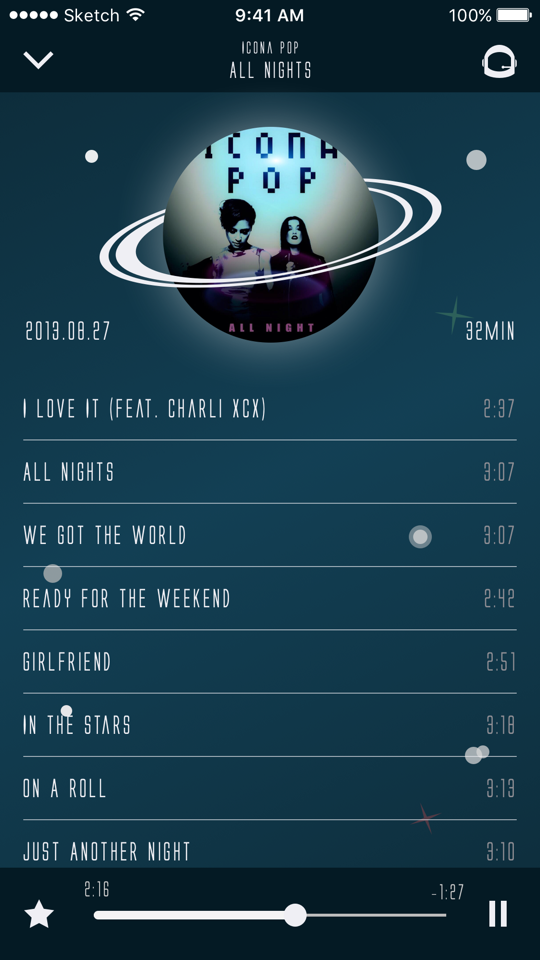 Sketch
9:41 AM
100%
ICONA POP
ALL NIGHTS
ICONA
POP
ALL NIGHT
2013.08.27
32MIN
I LOVE IT (FEAT. CHARLI XCX) 2:37
ALL NIGHTS 3:07
WE GOT THE WORLD 3:07
READY FOR THE WEEKEND 2:42
GIRLFRIEND 2:51
IN THE STARS 3:18
ON A ROLL 3:13
JUST ANOTHER NIGHT 3:10
2:16
-1:27